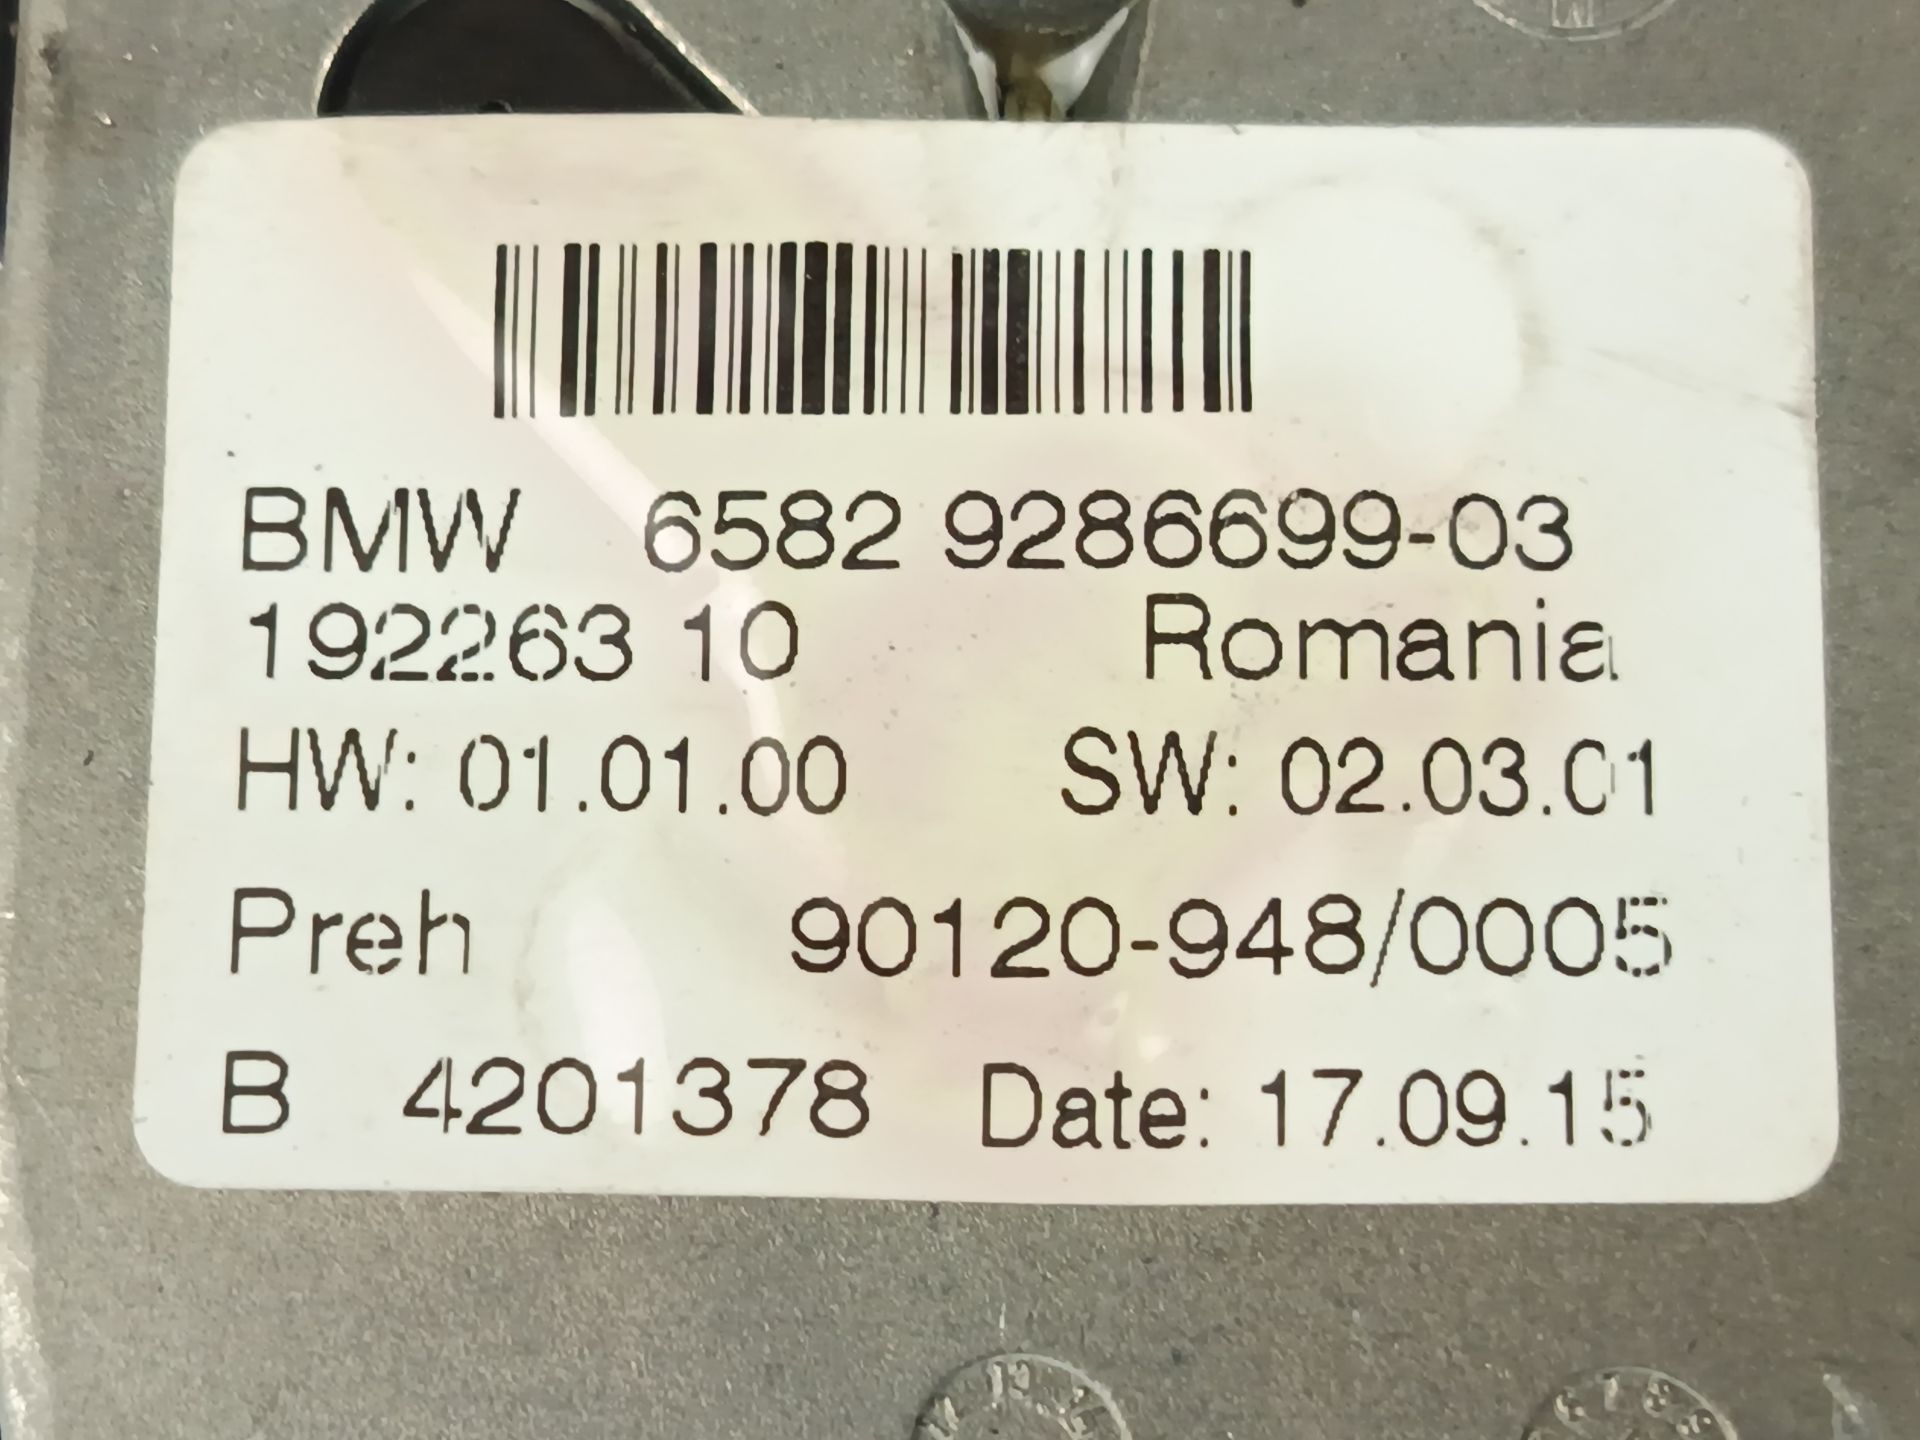 BMW 6582 9286699-03
192263 10 Romania
HW: 01.01.00 SW: 02.03.01
Preh 90120-948/0005
B 4201378 Date: 17.09.15